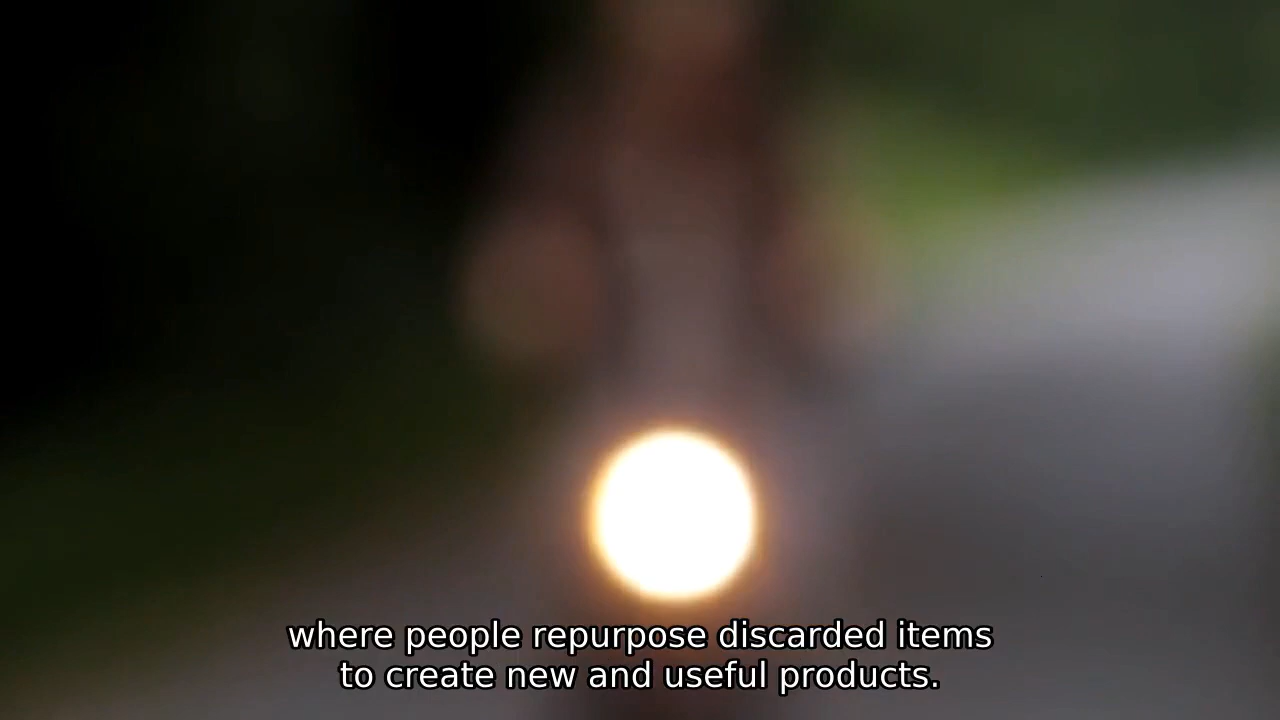 where people repurpose discarded items
to create new and useful products.